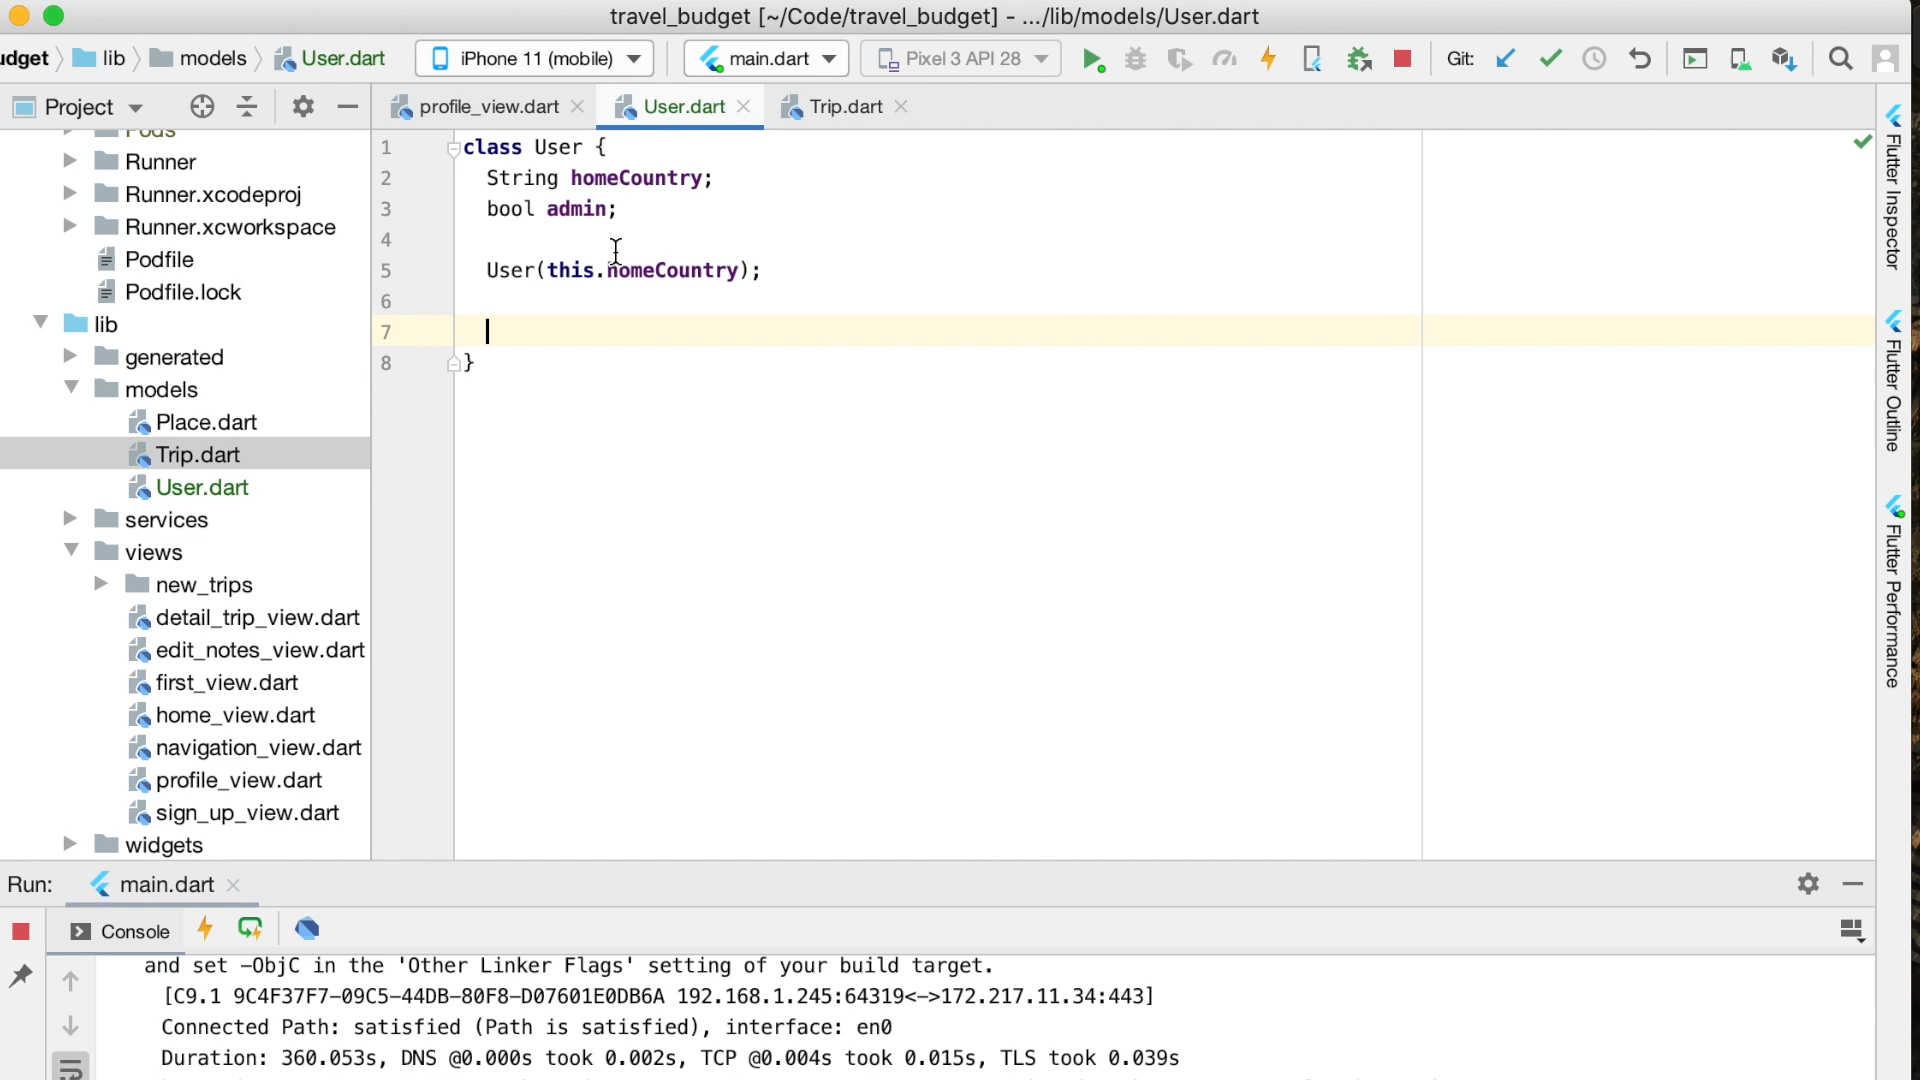 travel_budget [~/Code/travel_budget] - .../lib/models/User.dart
udget lib models User.dart iPhone 11 (mobile) main.dart Pixel 3 API 28 Git:
Project profile_view.dart User.dart Trip.dart
Pods
Runner
Runner.xcodeproj
Runner.xcworkspace
Podfile
Podfile.lock
lib
generated
models
Place.dart
Trip.dart
User.dart
services
views
new_trips
detail_trip_view.dart
edit_notes_view.dart
first_view.dart
home_view.dart
navigation_view.dart
profile_view.dart
sign_up_view.dart
widgets
1 class User {
2 String homeCountry;
3 bool admin;
4
5 User(this.homeCountry);
6
7
8 }
Flutter Inspector
Flutter Outline
Flutter Performance
Run: main.dart
Console
and set -ObjC in the 'Other Linker Flags' setting of your build target.
[C9.1 9C4F37F7-09C5-44DB-80F8-D07601E0DB6A 192.168.1.245:64319<->172.217.11.34:443]
Connected Path: satisfied (Path is satisfied), interface: en0
Duration: 360.053s, DNS @0.000s took 0.002s, TCP @0.004s took 0.015s, TLS took 0.039s